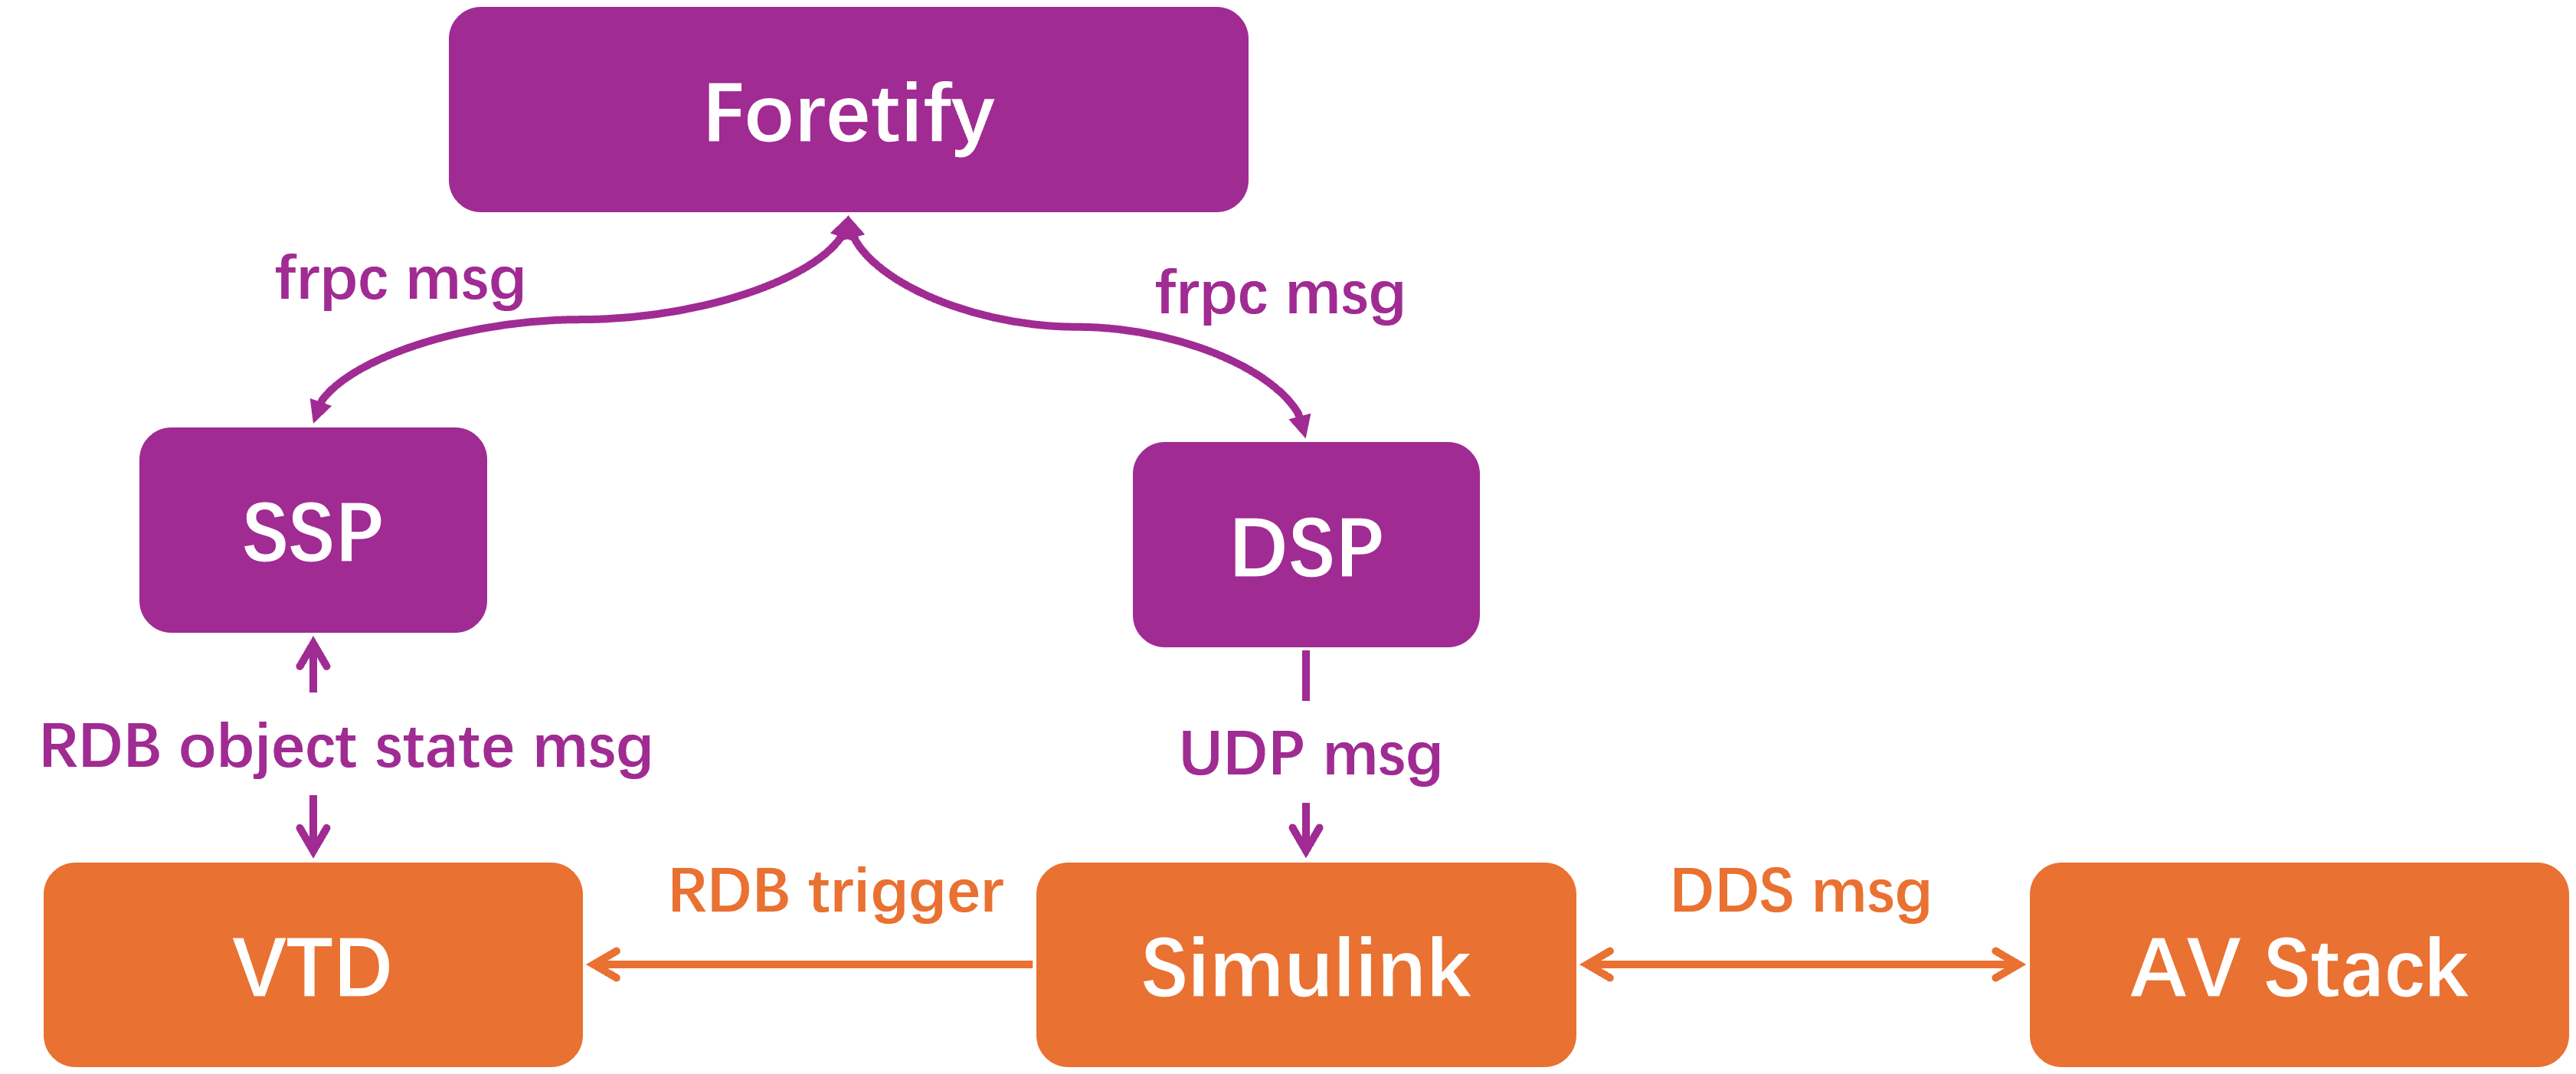 Foretify
frpc msg
frpc msg
SSP
DSP
RDB object state msg
UDP msg
RDB trigger
DDS msg
VTD
Simulink
AV Stack